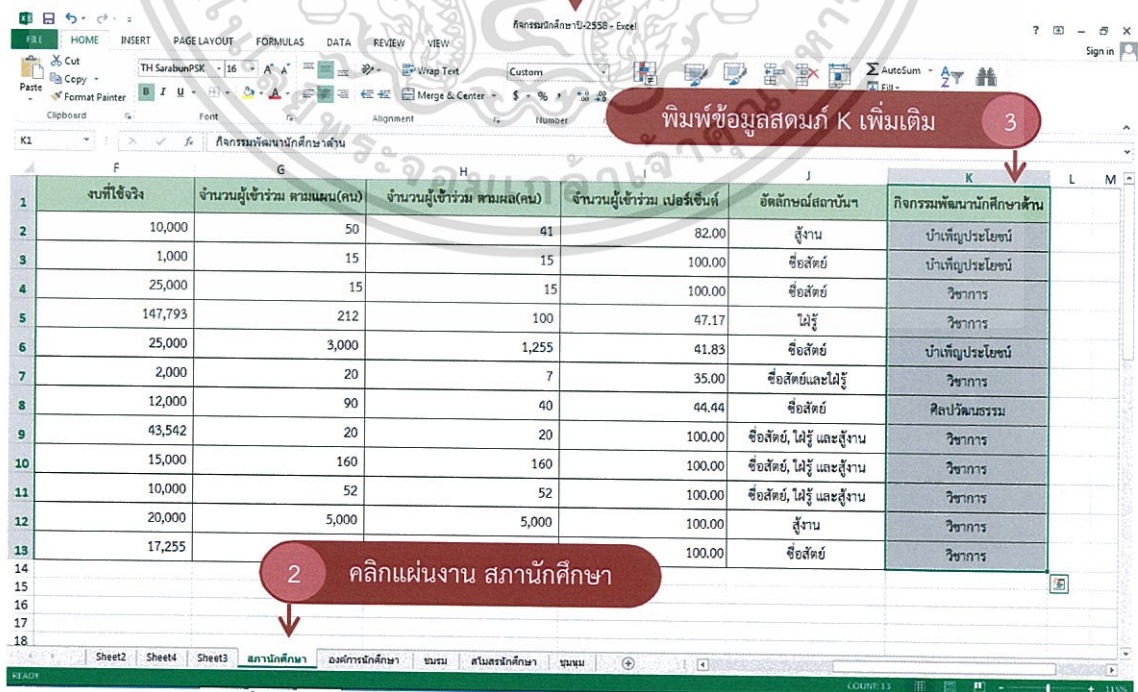 กิจกรรมนักศึกษาปี-2558 - Excel
Sign in
FILE HOME INSERT PAGE LAYOUT FORMULAS DATA REVIEW VIEW
Cut TH SarabunPSK 16 Wrap Text Custom AutoSum
Copy Fill
Paste Format Painter B I U Merge & Center $ % ,
Clipboard Font Alignment Number
พิมพ์ข้อมูลสดมภ์ K เพิ่มเติม 3
พระจอมเกล้าเจ้าคุณทหาร
K1 fx กิจกรรมพัฒนานักศึกษาด้าน
F G H I J K L M
1 งบที่ใช้จริง จำนวนผู้เข้าร่วม ตามแผน(คน) จำนวนผู้เข้าร่วม ตามผล(คน) จำนวนผู้เข้าร่วม เปอร์เซ็นต์ อัตลักษณ์สถาบันฯ กิจกรรมพัฒนานักศึกษาด้าน
2 10,000 50 41 82.00 สู้งาน บำเพ็ญประโยชน์
3 1,000 15 15 100.00 ซื่อสัตย์ บำเพ็ญประโยชน์
4 25,000 15 15 100.00 ซื่อสัตย์ วิชาการ
5 147,793 212 100 47.17 ใฝ่รู้ วิชาการ
6 25,000 3,000 1,255 41.83 ซื่อสัตย์ บำเพ็ญประโยชน์
7 2,000 20 7 35.00 ซื่อสัตย์และใฝ่รู้ วิชาการ
8 12,000 90 40 44.44 ซื่อสัตย์ ศิลปวัฒนธรรม
9 43,542 20 20 100.00 ซื่อสัตย์, ใฝ่รู้ และสู้งาน วิชาการ
10 15,000 160 160 100.00 ซื่อสัตย์, ใฝ่รู้ และสู้งาน วิชาการ
11 10,000 52 52 100.00 ซื่อสัตย์, ใฝ่รู้ และสู้งาน วิชาการ
12 20,000 5,000 5,000 100.00 สู้งาน วิชาการ
13 17,255 100.00 ซื่อสัตย์ วิชาการ
14
2 คลิกแผ่นงาน สภานักศึกษา
15
16
17
18
Sheet2 Sheet4 Sheet3 สภานักศึกษา องค์การนักศึกษา ชมรม สโมสรนักศึกษา ชุมนุม
READY COUNT: 13 115%